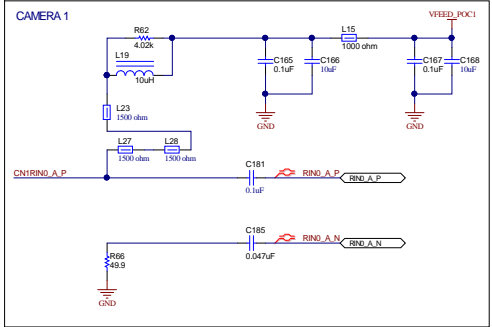 CAMERA 1
VFEED_POC1
R62
4.02k
L15
1000 ohm
L19
10uH
C165
0.1uF
C166
10uF
C167
0.1uF
C168
10uF
GND
GND
L23
1500 ohm
L27
1500 ohm
L28
1500 ohm
CN1RIN0_A_P
C181
0.1uF
RIN0_A_P
RIN0_A_P
C185
0.047uF
RIN0_A_N
RIN0_A_N
R66
49.9
GND